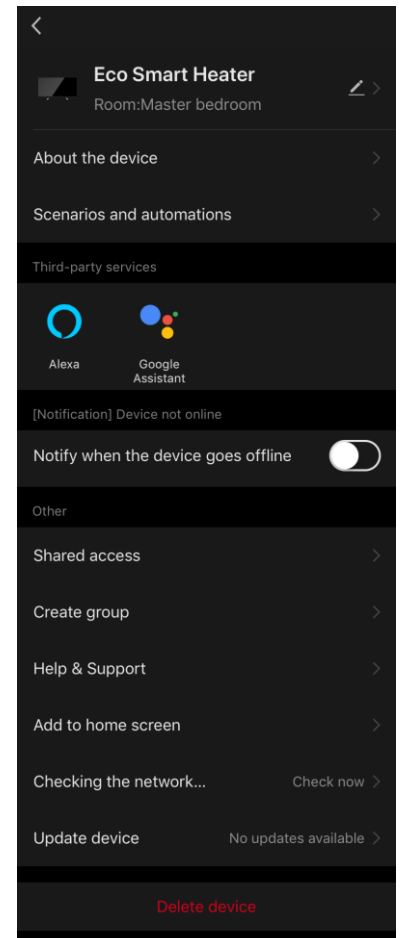 Eco Smart Heater
Room:Master bedroom
About the device
Scenarios and automations
Third-party services
Alexa
Google
Assistant
[Notification] Device not online
Notify when the device goes offline
Other
Shared access
Create group
Help & Support
Add to home screen
Checking the network... Check now
Update device No updates available
Delete device